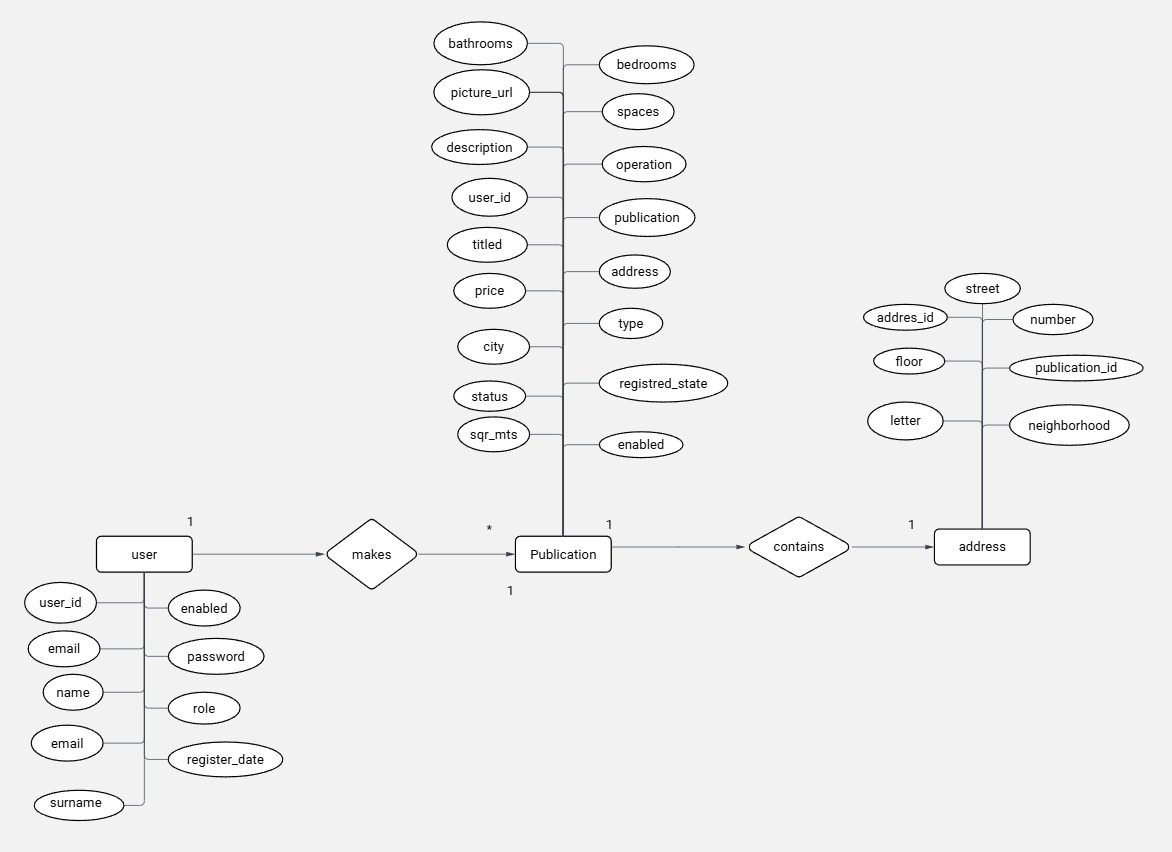 bathrooms
bedrooms
picture_url
spaces
description
operation
user_id
publication
titled
address
price
type
city
registred_state
status
sqr_mts
enabled
street
addres_id
number
floor
publication_id
letter
neighborhood
1
*
1
1
user
makes
Publication
contains
address
1
user_id
enabled
email
password
name
role
email
register_date
surname